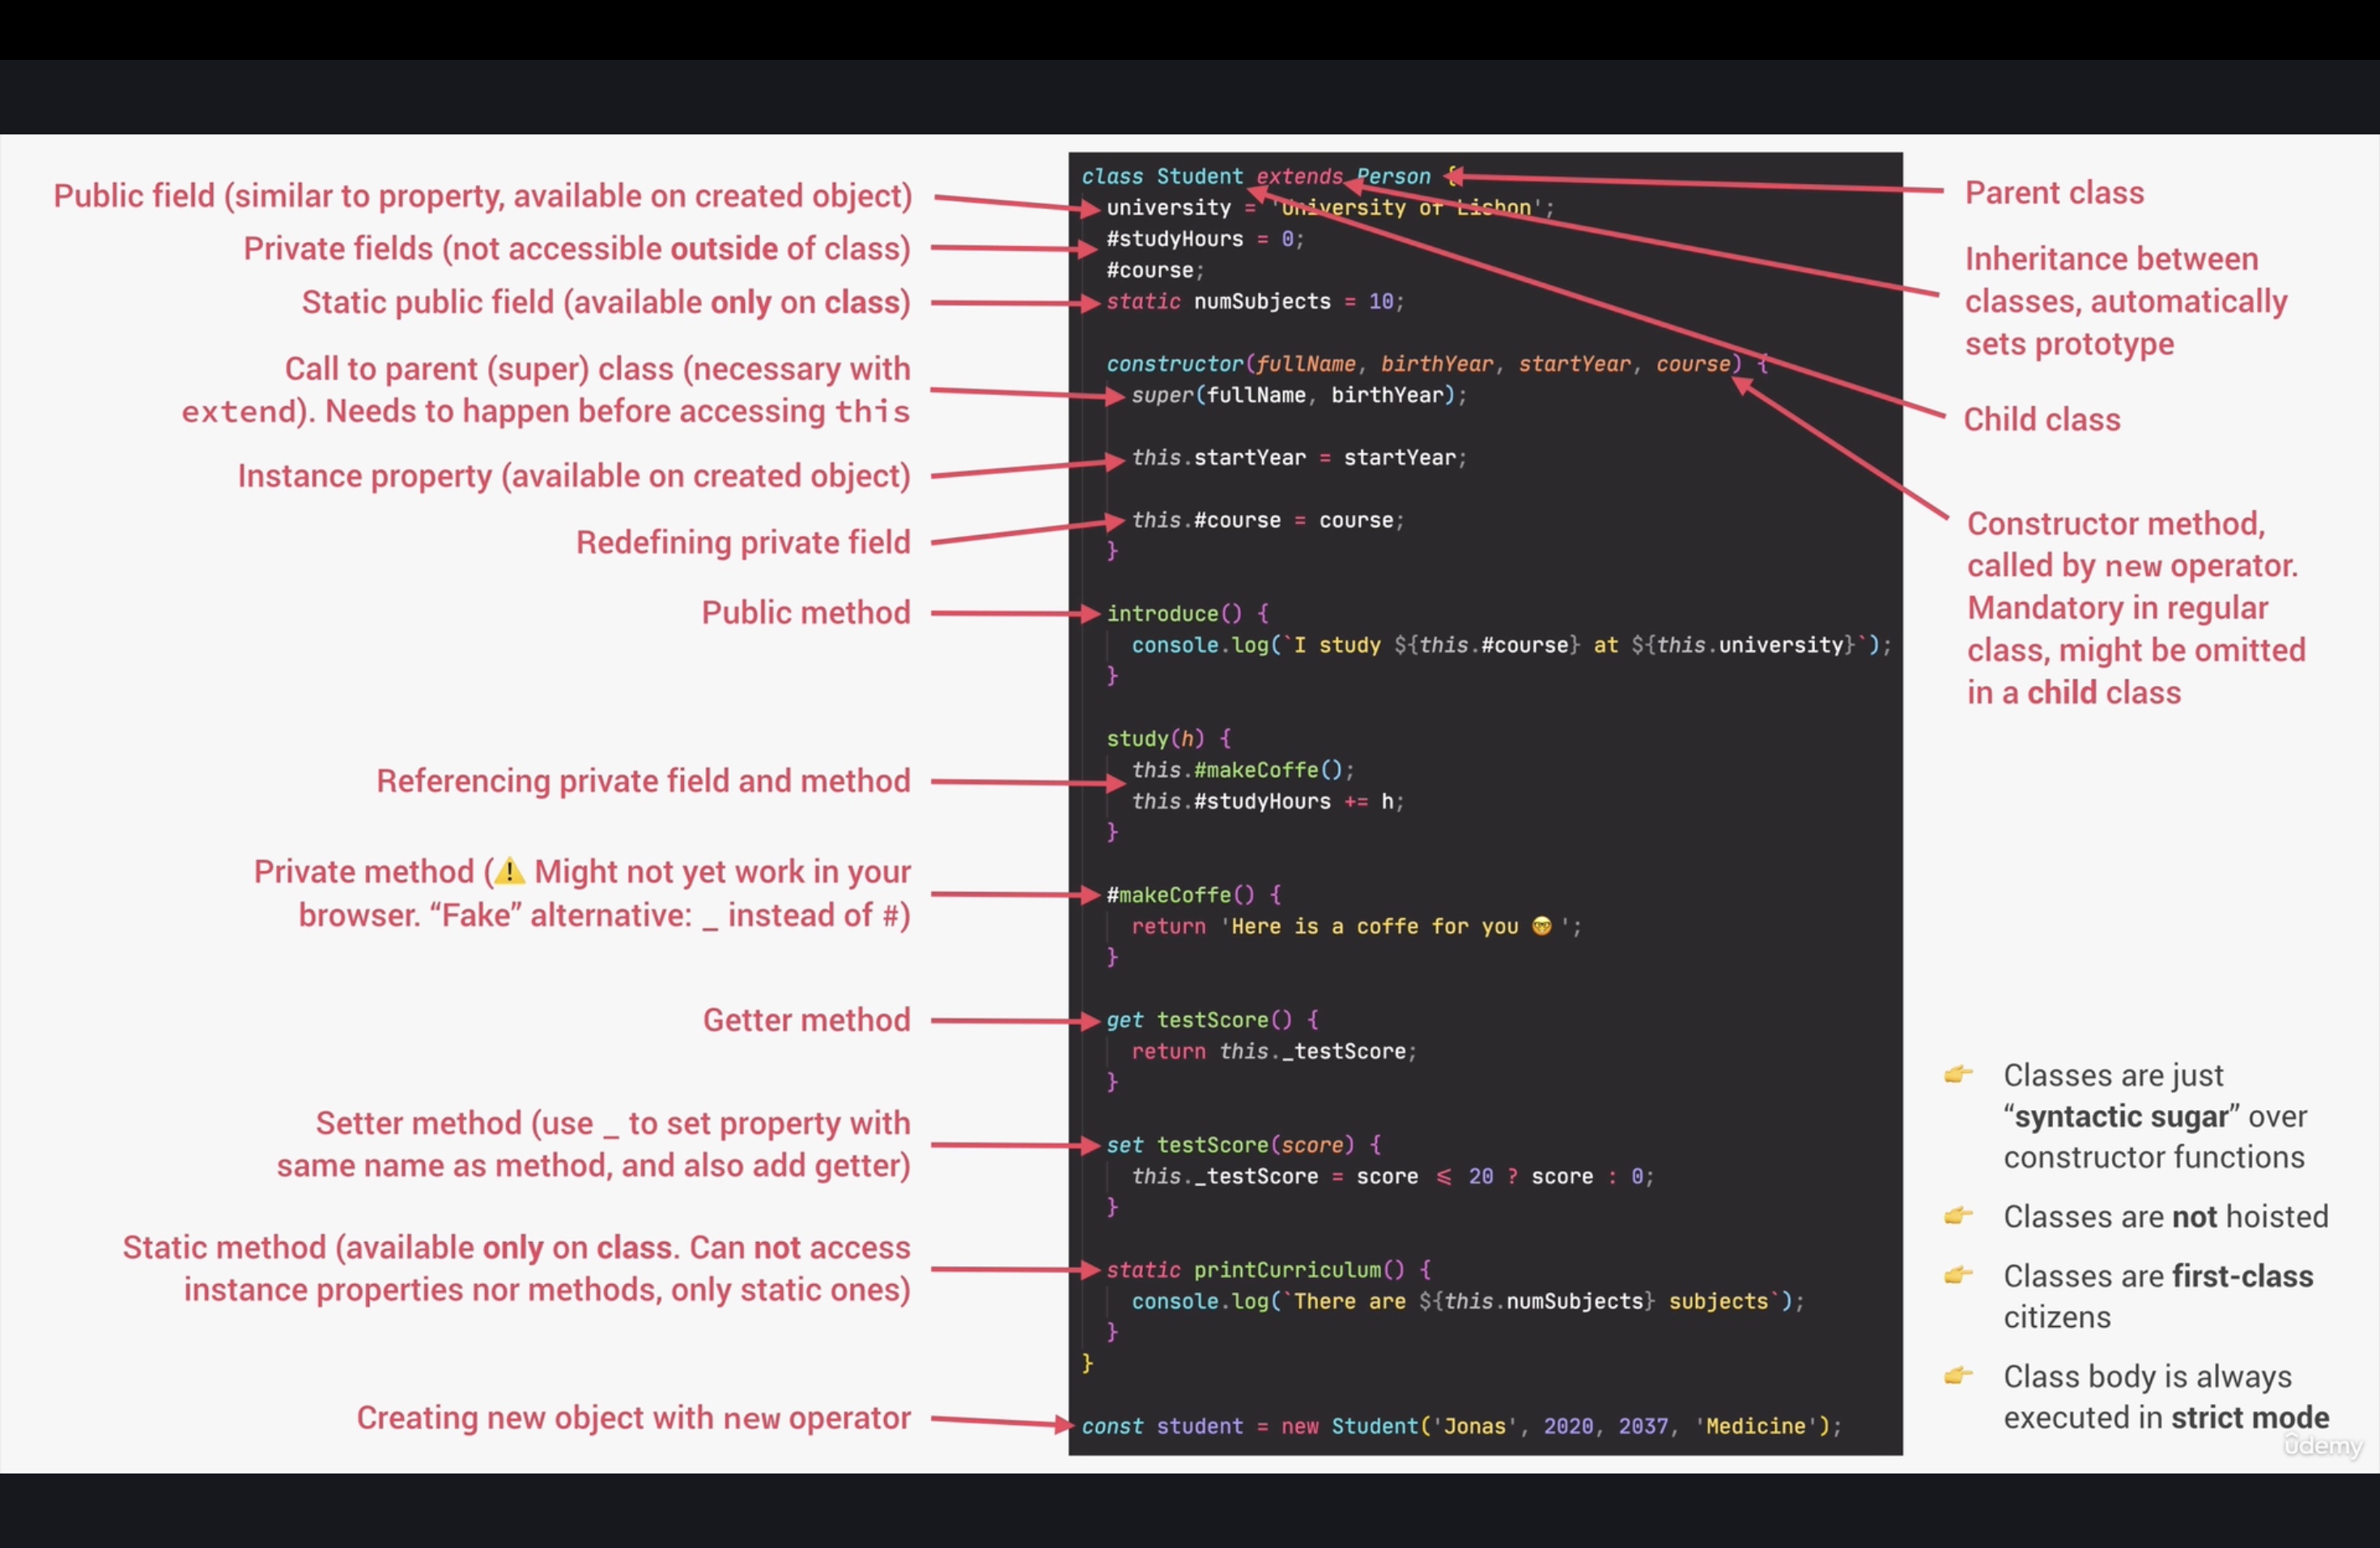 Public field (similar to property, available on created object)
Private fields (not accessible outside of class)
Static public field (available only on class)
Call to parent (super) class (necessary with
extend). Needs to happen before accessing this
Instance property (available on created object)
Redefining private field
Public method
Referencing private field and method
Private method (⚠️ Might not yet work in your
browser. “Fake” alternative: _ instead of #)
Getter method
Setter method (use _ to set property with
same name as method, and also add getter)
Static method (available only on class. Can not access
instance properties nor methods, only static ones)
Creating new object with new operator
class Student extends Person {
university = 'University of Lisbon';
#studyHours = 0;
#course;
static numSubjects = 10;
constructor(fullName, birthYear, startYear, course) {
super(fullName, birthYear);
this.startYear = startYear;
this.#course = course;
}
introduce() {
console.log(`I study ${this.#course} at ${this.university}`);
}
study(h) {
this.#makeCoffe();
this.#studyHours += h;
}
#makeCoffe() {
return 'Here is a coffe for you 🤓 ';
}
get testScore() {
return this._testScore;
}
set testScore(score) {
this._testScore = score ⩽ 20 ? score : 0;
}
static printCurriculum() {
console.log(`There are ${this.numSubjects} subjects`);
}
}
const student = new Student('Jonas', 2020, 2037, 'Medicine');
Parent class
Inheritance between
classes, automatically
sets prototype
Child class
Constructor method,
called by new operator.
Mandatory in regular
class, might be omitted
in a child class
👉 Classes are just
“syntactic sugar” over
constructor functions
👉 Classes are not hoisted
👉 Classes are first-class
citizens
👉 Class body is always
executed in strict mode
ûdemy